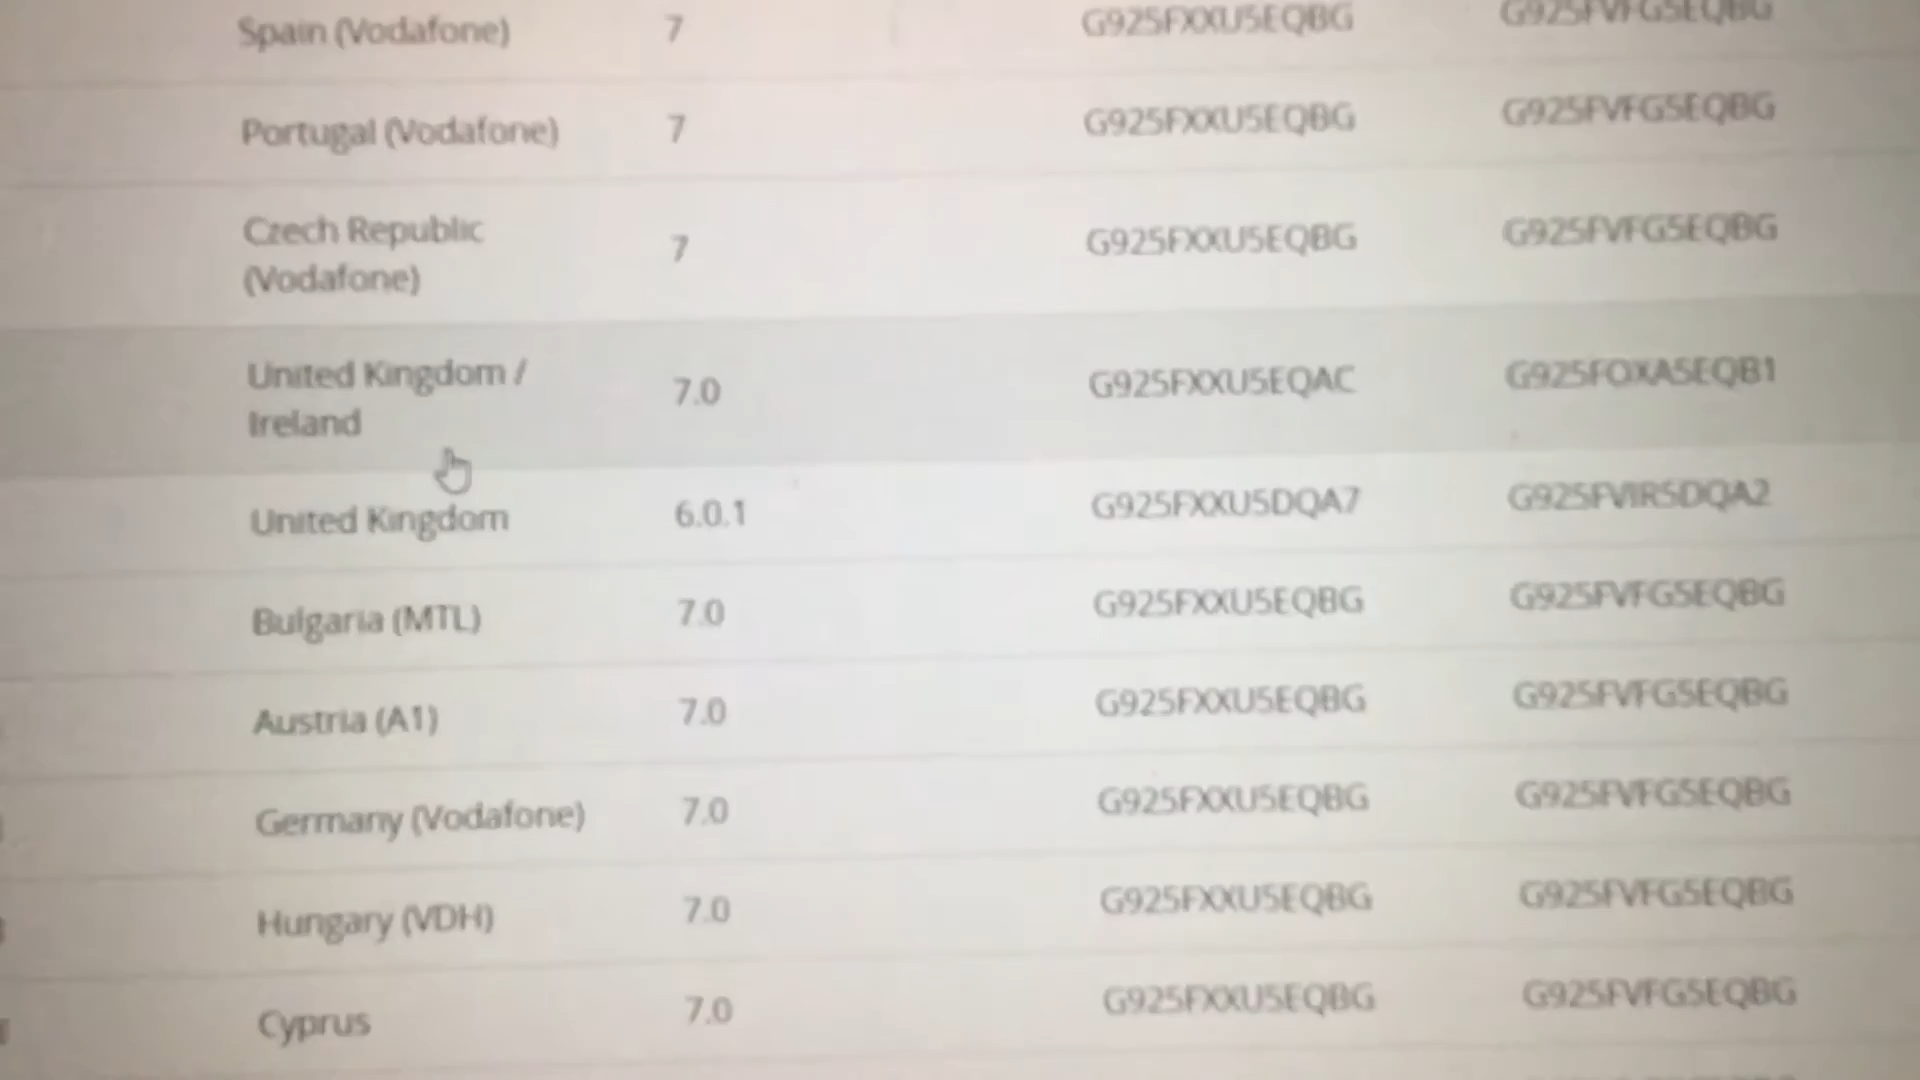 Spain (Vodafone) 7 G925FXXU5EQBG G925FVFG5EQBG
Portugal (Vodafone) 7 G925FXXU5EQBG G925FVFG5EQBG
Czech Republic
(Vodafone) 7 G925FXXU5EQBG G925FVFG5EQBG
United Kingdom /
Ireland 7.0 G925FXXU5EQAC G925FOXA5EQB1
United Kingdom 6.0.1 G925FXXU5DQA7 G925FVIR5DQA2
Bulgaria (MTL) 7.0 G925FXXU5EQBG G925FVFG5EQBG
Austria (A1) 7.0 G925FXXU5EQBG G925FVFG5EQBG
Germany (Vodafone) 7.0 G925FXXU5EQBG G925FVFG5EQBG
Hungary (VDH) 7.0 G925FXXU5EQBG G925FVFG5EQBG
Cyprus 7.0 G925FXXU5EQBG G925FVFG5EQBG